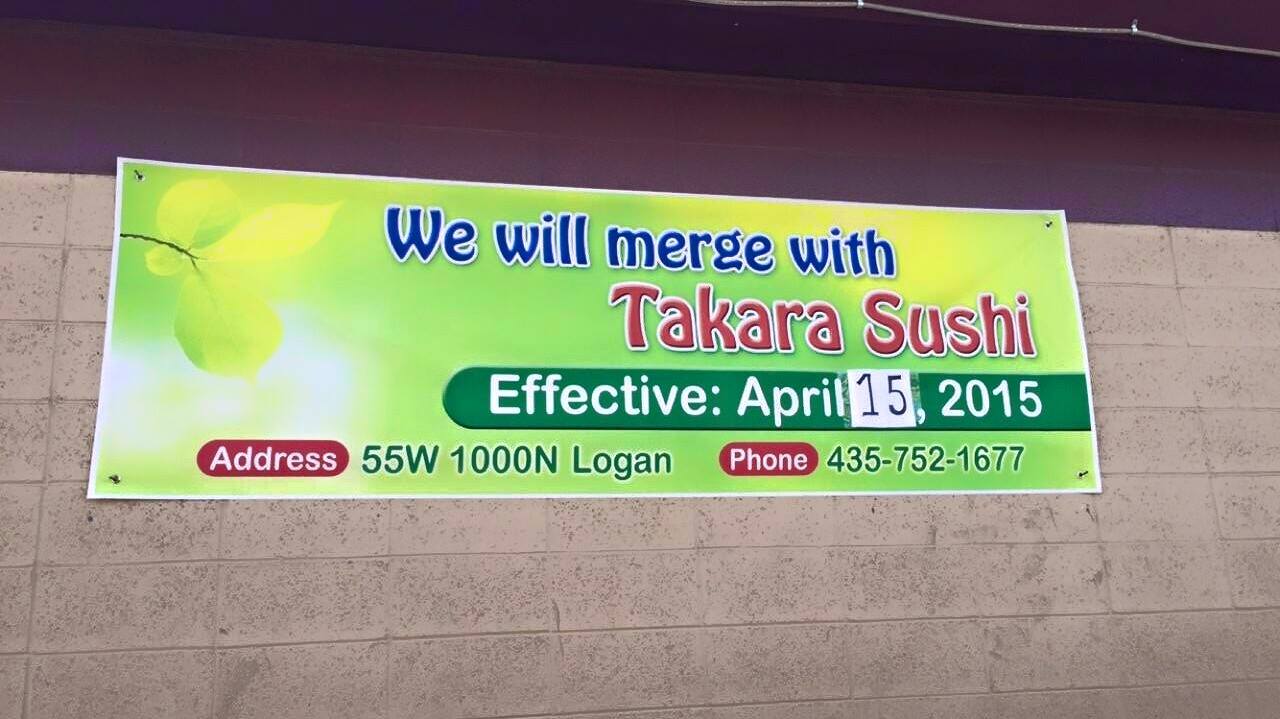 We will merge with
Takara Sushi
Effective: April 15, 2015
Address 55W 1000N Logan Phone 435-752-1677